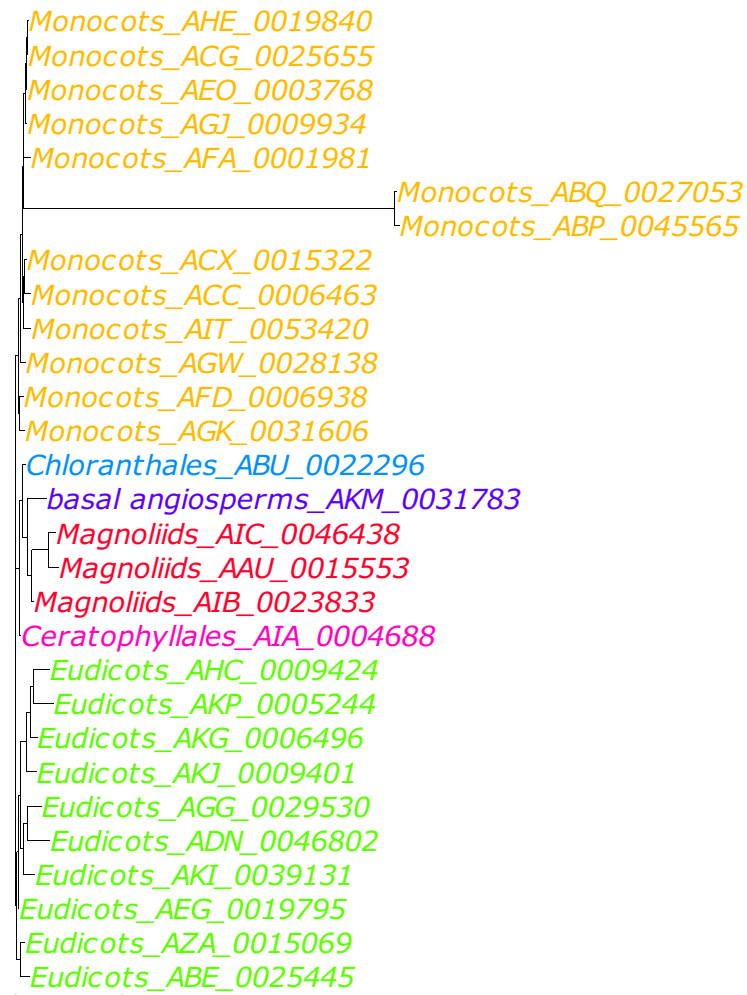 Monocots_AHE_0019840
Monocots_ACG_0025655
Monocots_AEO_0003768
Monocots_AGJ_0009934
Monocots_AFA_0001981
Monocots_ABQ_0027053
Monocots_ABP_0045565
Monocots_ACX_0015322
Monocots_ACC_0006463
Monocots_AIT_0053420
Monocots_AGW_0028138
Monocots_AFD_0006938
Monocots_AGK_0031606
Chloranthales_ABU_0022296
basal angiosperms_AKM_0031783
Magnoliids_AIC_0046438
Magnoliids_AAU_0015553
Magnoliids_AIB_0023833
Ceratophyllales_AIA_0004688
Eudicots_AHC_0009424
Eudicots_AKP_0005244
Eudicots_AKG_0006496
Eudicots_AKJ_0009401
Eudicots_AGG_0029530
Eudicots_ADN_0046802
Eudicots_AKI_0039131
Eudicots_AEG_0019795
Eudicots_AZA_0015069
Eudicots_ABE_0025445